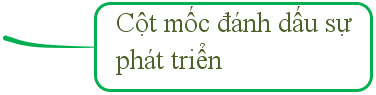 Cột mốc đánh dấu sự
phát triển